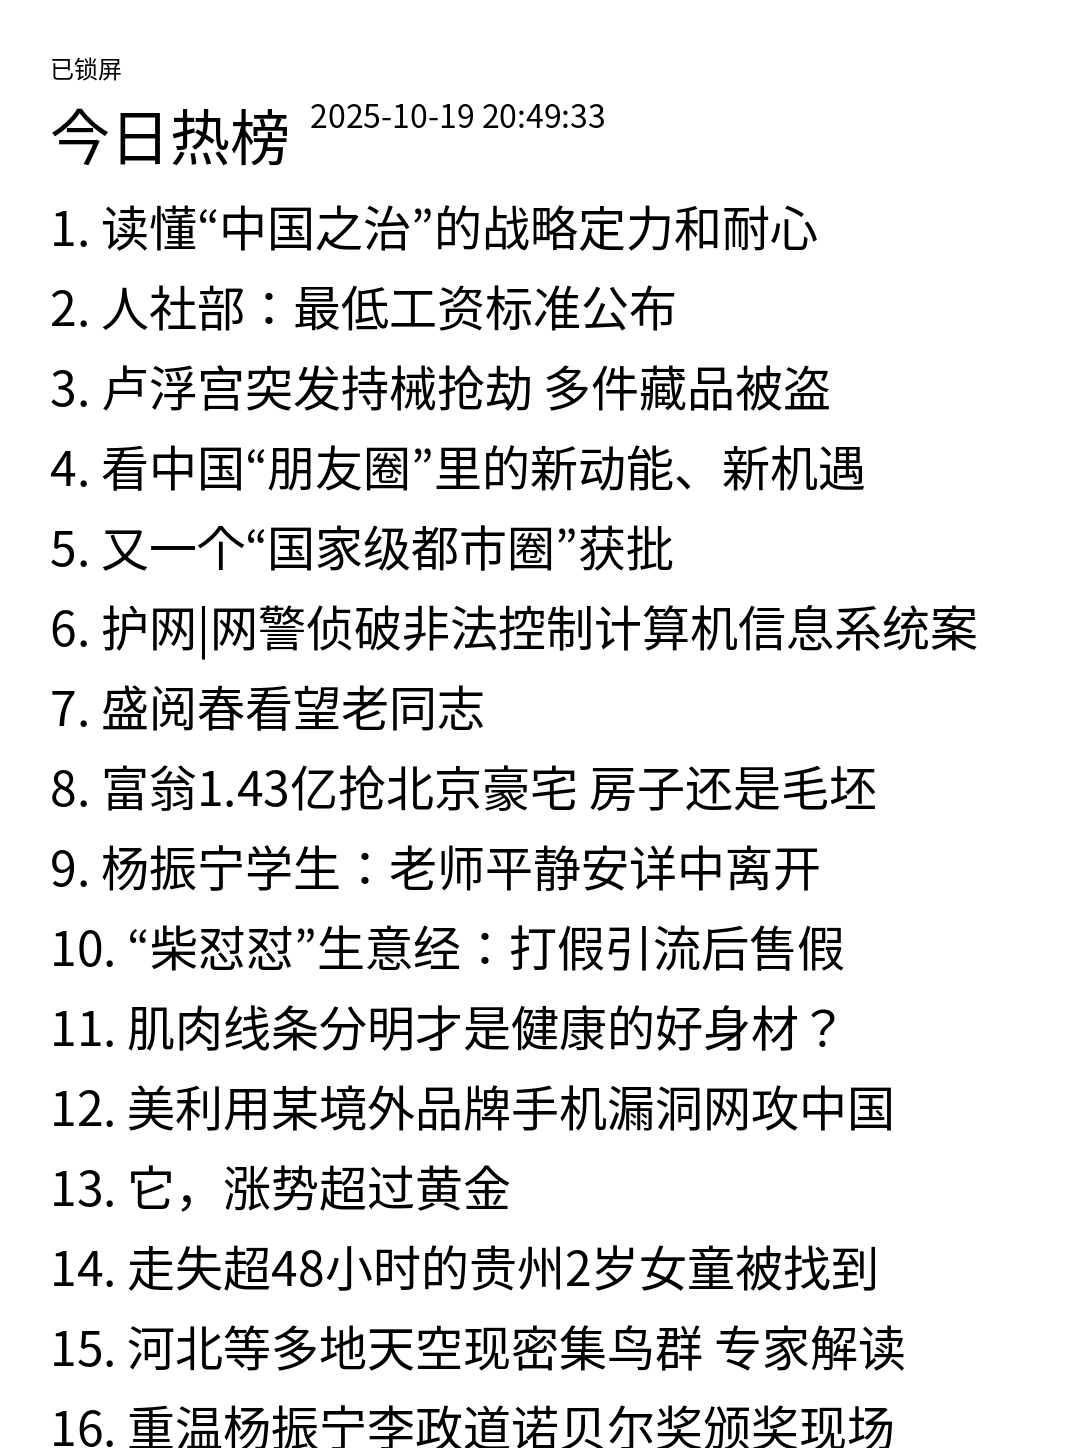 已锁屏
今日热榜 2025-10-19 20:49:33
1. 读懂“中国之治”的战略定力和耐心
2. 人社部：最低工资标准公布
3. 卢浮宫突发持械抢劫 多件藏品被盗
4. 看中国“朋友圈”里的新动能、新机遇
5. 又一个“国家级都市圈”获批
6. 护网|网警侦破非法控制计算机信息系统案
7. 盛阅春看望老同志
8. 富翁1.43亿抢北京豪宅 房子还是毛坯
9. 杨振宁学生：老师平静安详中离开
10. “柴怼怼”生意经：打假引流后售假
11. 肌肉线条分明才是健康的好身材？
12. 美利用某境外品牌手机漏洞网攻中国
13. 它，涨势超过黄金
14. 走失超48小时的贵州2岁女童被找到
15. 河北等多地天空现密集鸟群 专家解读
16. 重温杨振宁李政道诺贝尔奖颁奖现场